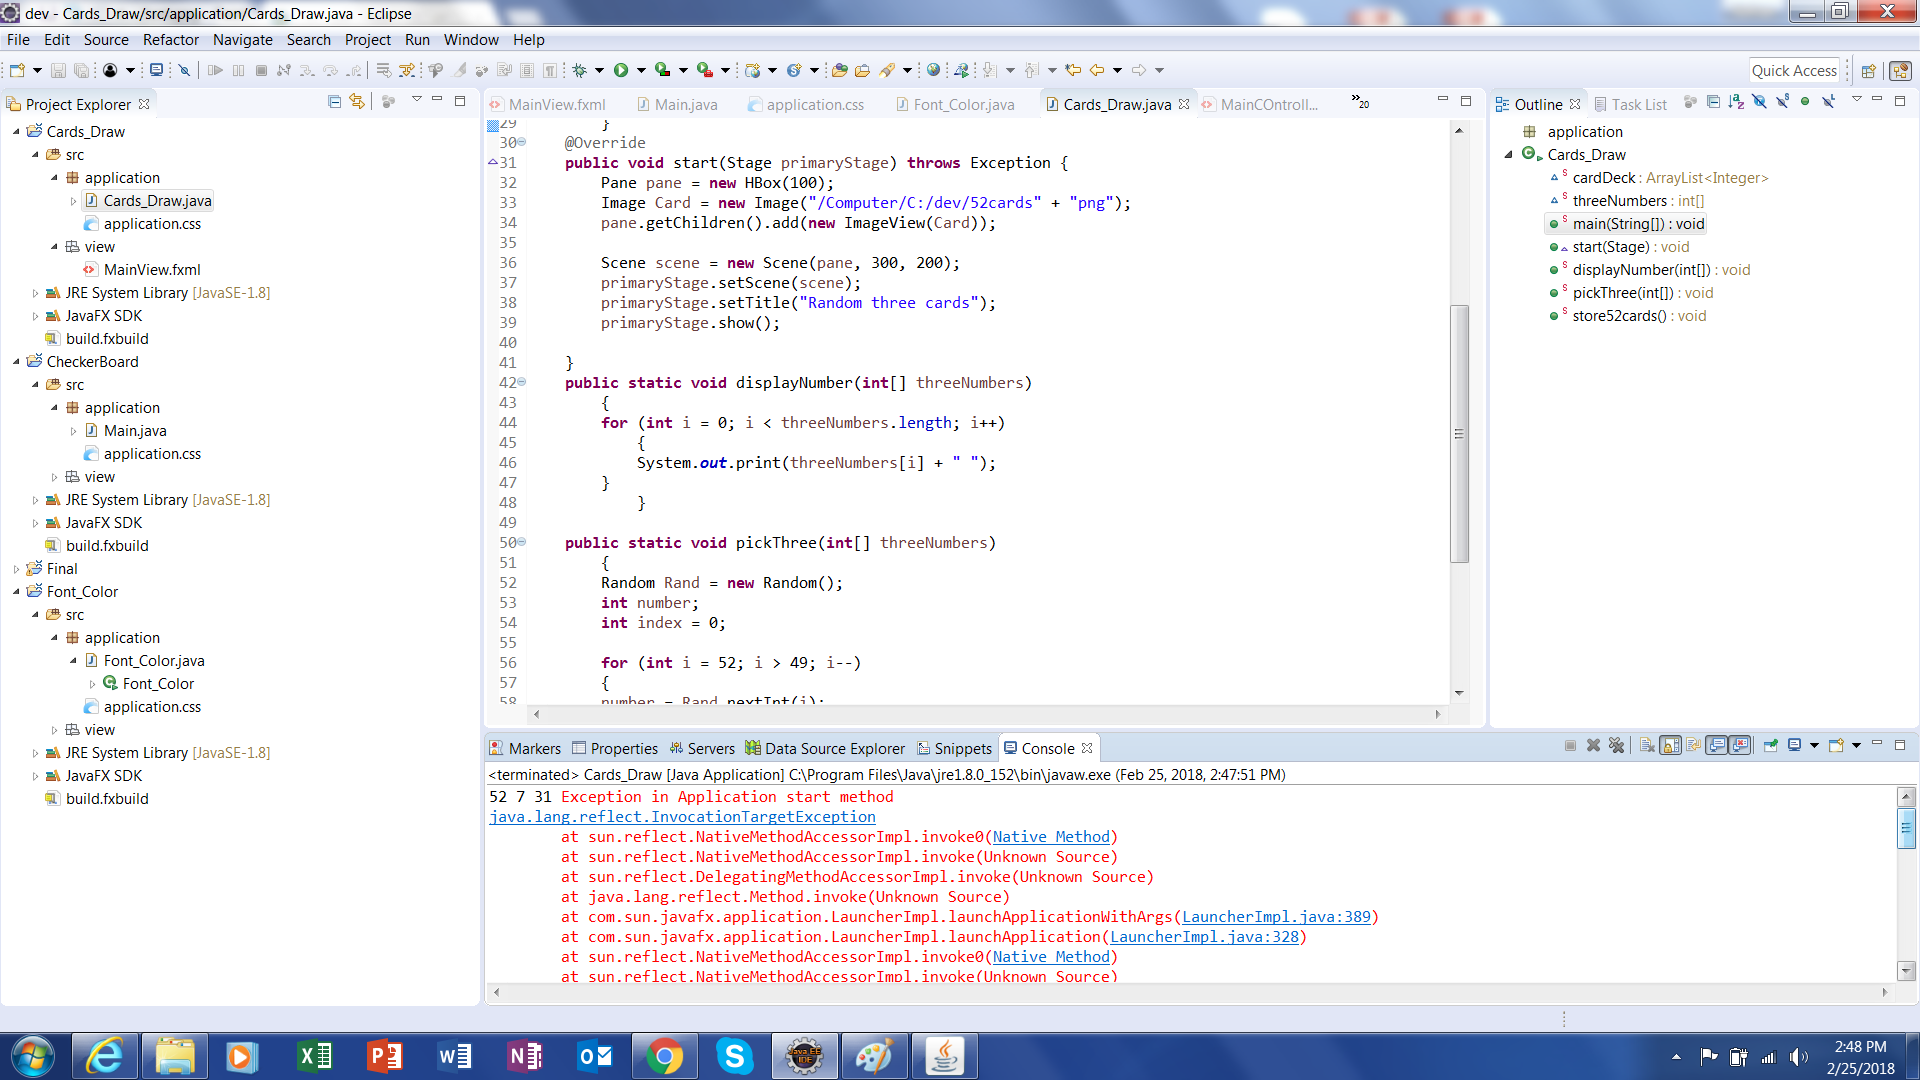 dev - Cards_Draw/src/application/Cards_Draw.java - Eclipse
File Edit Source Refactor Navigate Search Project Run Window Help
Quick Access
Project Explorer
Cards_Draw
src
application
Cards_Draw.java
application.css
view
MainView.fxml
JRE System Library [JavaSE-1.8]
JavaFX SDK
build.fxbuild
CheckerBoard
src
application
Main.java
application.css
view
JRE System Library [JavaSE-1.8]
JavaFX SDK
build.fxbuild
Final
Font_Color
src
application
Font_Color.java
Font_Color
application.css
view
JRE System Library [JavaSE-1.8]
JavaFX SDK
build.fxbuild
MainView.fxml Main.java application.css Font_Color.java Cards_Draw.java MainCOntroll... »20
29 }
30 @Override
31 public void start(Stage primaryStage) throws Exception {
32 Pane pane = new HBox(100);
33 Image Card = new Image("/Computer/C:/dev/52cards" + "png");
34 pane.getChildren().add(new ImageView(Card));
35
36 Scene scene = new Scene(pane, 300, 200);
37 primaryStage.setScene(scene);
38 primaryStage.setTitle("Random three cards");
39 primaryStage.show();
40
41 }
42 public static void displayNumber(int[] threeNumbers)
43 {
44 for (int i = 0; i < threeNumbers.length; i++)
45 {
46 System.out.print(threeNumbers[i] + " ");
47 }
48 }
49
50 public static void pickThree(int[] threeNumbers)
51 {
52 Random Rand = new Random();
53 int number;
54 int index = 0;
55
56 for (int i = 52; i > 49; i--)
57 {
58 number = Rand.nextInt(i);
Outline Task List
application
Cards_Draw
cardDeck : ArrayList<Integer>
threeNumbers : int[]
main(String[]) : void
start(Stage) : void
displayNumber(int[]) : void
pickThree(int[]) : void
store52cards() : void
Markers Properties Servers Data Source Explorer Snippets Console
<terminated> Cards_Draw [Java Application] C:\Program Files\Java\jre1.8.0_152\bin\javaw.exe (Feb 25, 2018, 2:47:51 PM)
52 7 31 Exception in Application start method
java.lang.reflect.InvocationTargetException
at sun.reflect.NativeMethodAccessorImpl.invoke0(Native Method)
at sun.reflect.NativeMethodAccessorImpl.invoke(Unknown Source)
at sun.reflect.DelegatingMethodAccessorImpl.invoke(Unknown Source)
at java.lang.reflect.Method.invoke(Unknown Source)
at com.sun.javafx.application.LauncherImpl.launchApplicationWithArgs(LauncherImpl.java:389)
at com.sun.javafx.application.LauncherImpl.launchApplication(LauncherImpl.java:328)
at sun.reflect.NativeMethodAccessorImpl.invoke0(Native Method)
at sun.reflect.NativeMethodAccessorImpl.invoke(Unknown Source)
Java EE
IDE
2:48 PM
2/25/2018